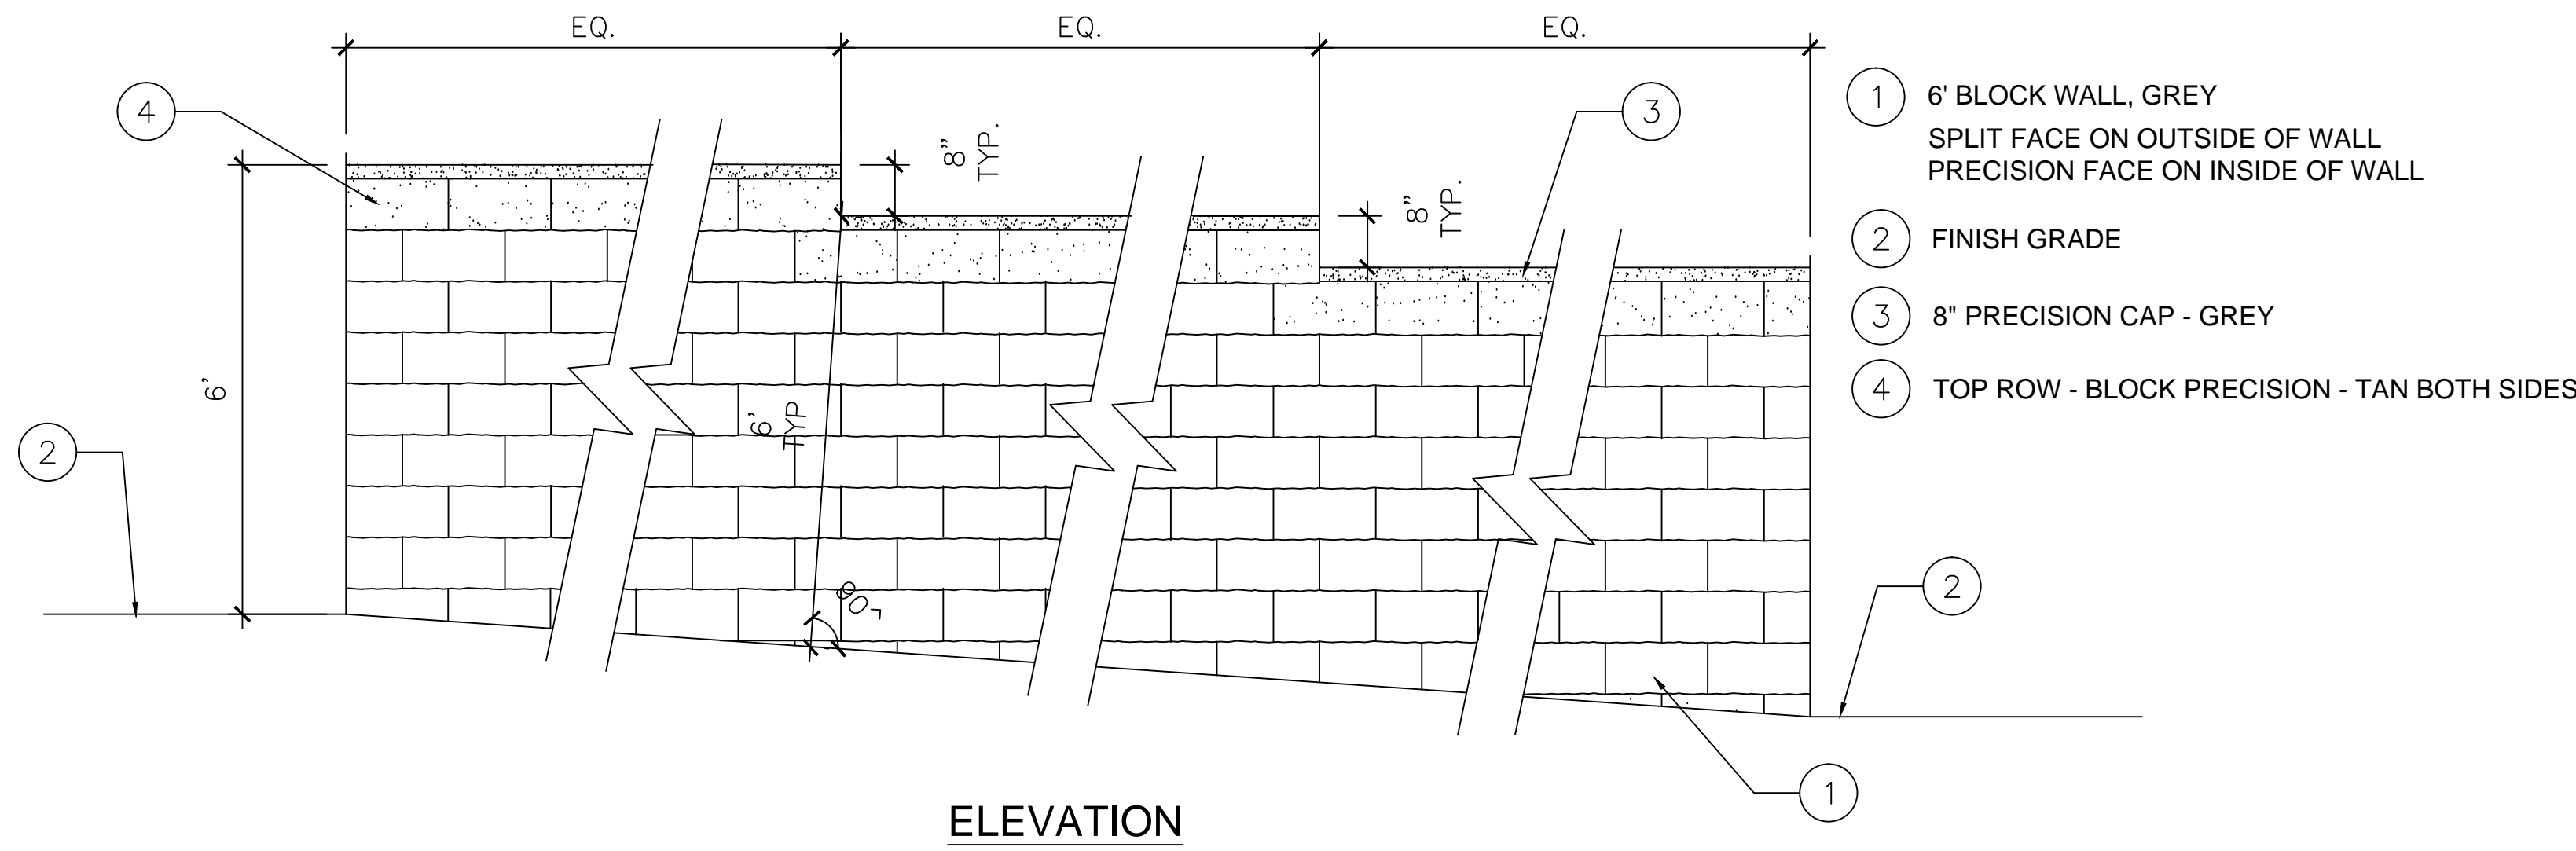 EQ.
EQ.
EQ.
4
3
1
6' BLOCK WALL, GREY
SPLIT FACE ON OUTSIDE OF WALL
PRECISION FACE ON INSIDE OF WALL
8”
TYP.
8”
TYP.
2
FINISH GRADE
3
8" PRECISION CAP - GREY
4
TOP ROW - BLOCK PRECISION - TAN BOTH SIDES
6'
6'
TYP
2
2
1
ELEVATION